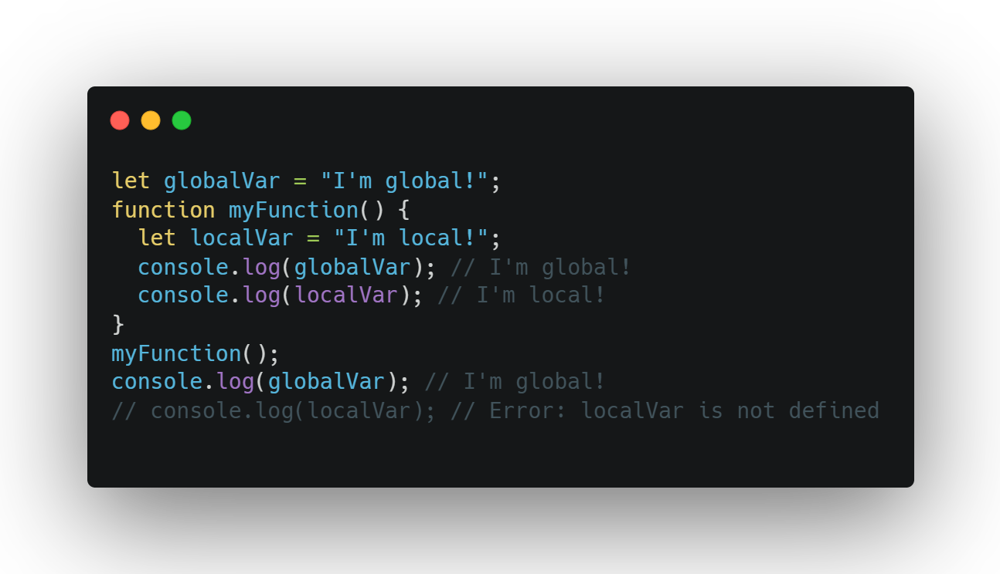 let globalVar = "I'm global!";
function myFunction() {
  let localVar = "I'm local!";
  console.log(globalVar); // I'm global!
  console.log(localVar); // I'm local!
}
myFunction();
console.log(globalVar); // I'm global!
// console.log(localVar); // Error: localVar is not defined